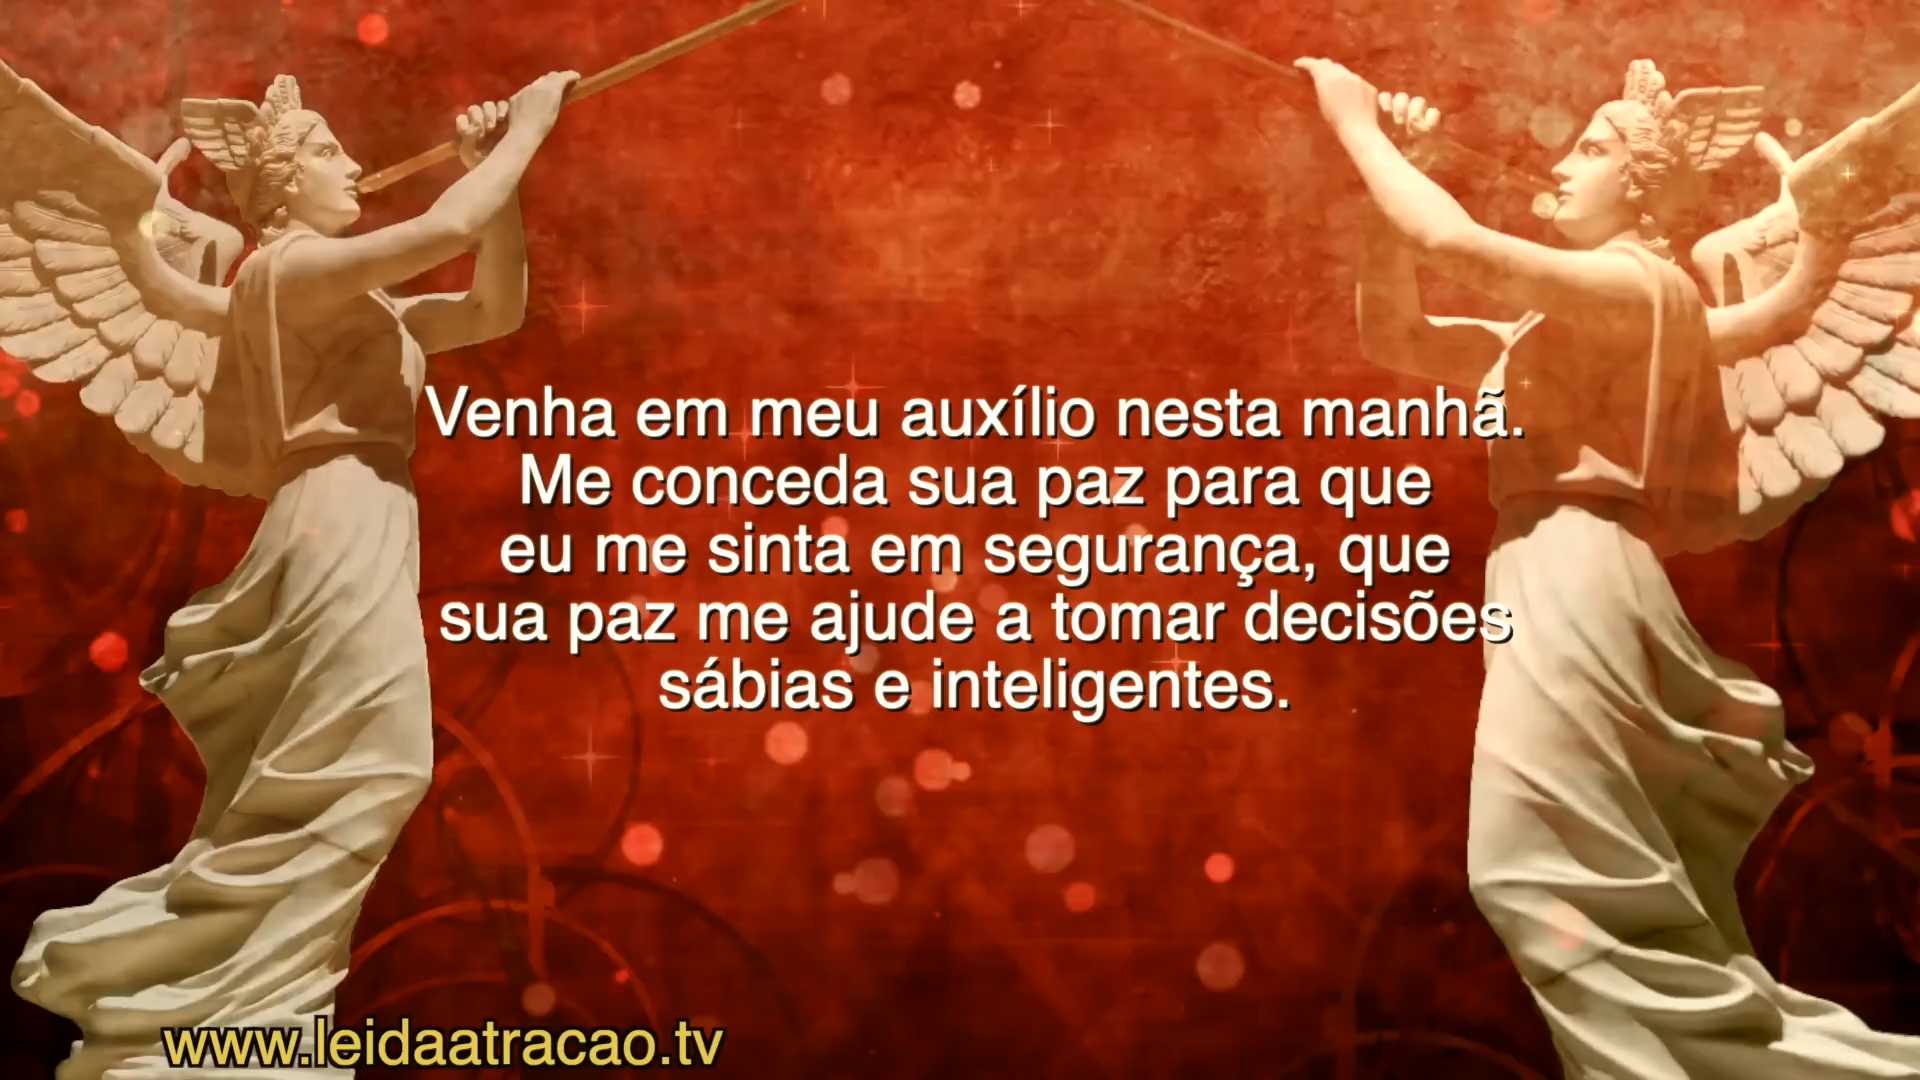 Venha em meu auxílio nesta manhã.
Me conceda sua paz para que
eu me sinta em segurança, que
sua paz me ajude a tomar decisões
sábias e inteligentes.
www.leidaatracao.tv